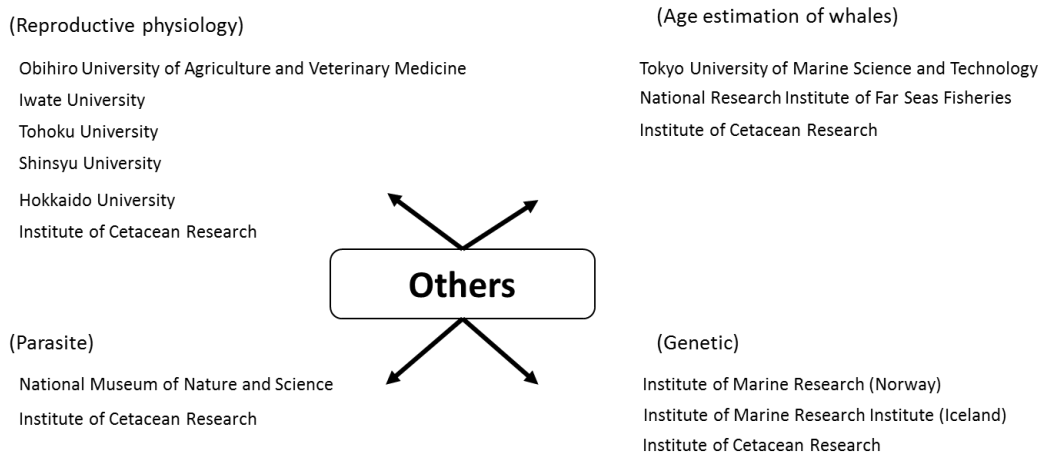 (Reproductive physiology)
Obihiro University of Agriculture and Veterinary Medicine
Iwate University
Tohoku University
Shinsyu University
Hokkaido University
Institute of Cetacean Research
(Age estimation of whales)
Tokyo University of Marine Science and Technology
National Research Institute of Far Seas Fisheries
Institute of Cetacean Research
Others
(Parasite)
National Museum of Nature and Science
Institute of Cetacean Research
(Genetic)
Institute of Marine Research (Norway)
Institute of Marine Research Institute (Iceland)
Institute of Cetacean Research